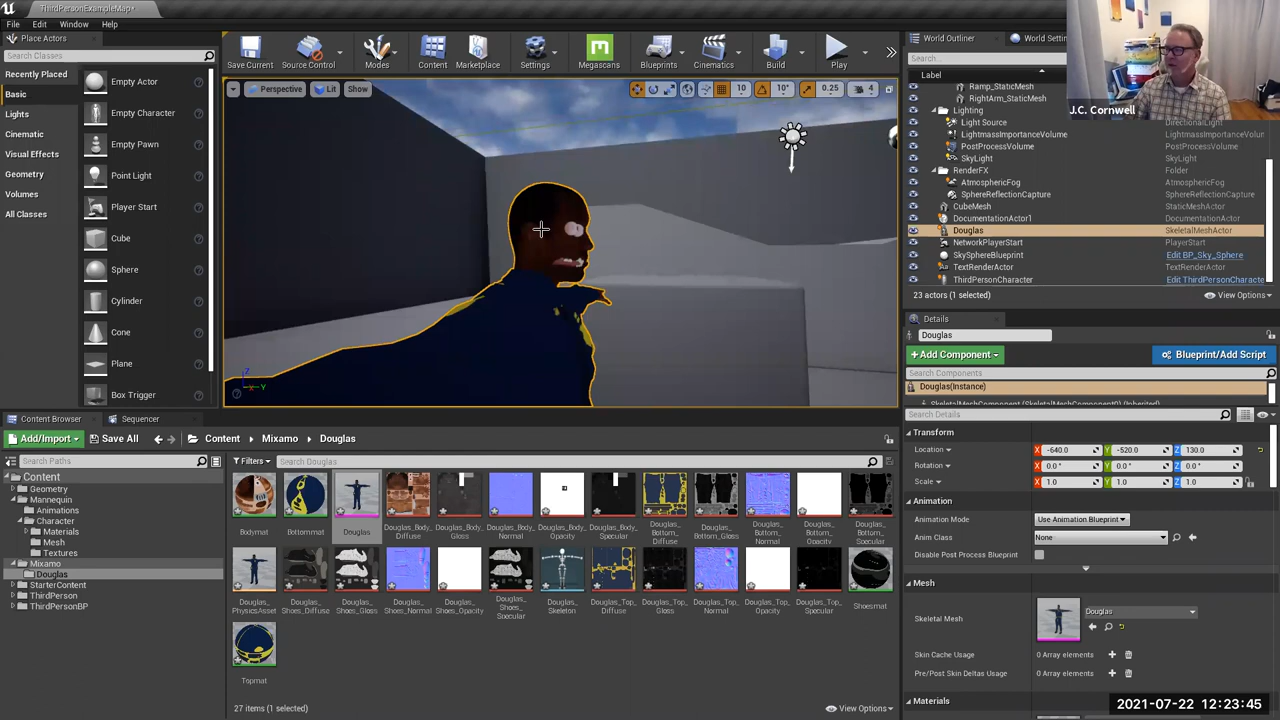 ThirdPersonExampleMap*
File Edit Window Help
Place Actors
Search Classes
Recently Placed
Basic
Lights
Cinematic
Visual Effects
Geometry
Volumes
All Classes
Empty Actor
Empty Character
Empty Pawn
Point Light
Player Start
Cube
Sphere
Cylinder
Cone
Plane
Box Trigger
Save Current
Source Control
Modes
Content
Marketplace
Settings
Megascans
Blueprints
Cinematics
Build
Play
Perspective Lit Show
10 10° 0.25 4
World Outliner
Search...
Label
Ramp_StaticMesh
RightArm_StaticMesh
Lighting
Light Source DirectionalLight
LightmassImportanceVolume
PostProcessVolume PostProcessVolume
SkyLight SkyLight
RenderFX Folder
AtmosphericFog AtmosphericFog
SphereReflectionCapture SphereReflectionCapture
CubeMesh StaticMeshActor
DocumentationActor1 DocumentationActor
Douglas SkeletalMeshActor
NetworkPlayerStart PlayerStart
SkySphereBlueprint Edit BP_Sky_Sphere
TextRenderActor TextRenderActor
ThirdPersonCharacter Edit ThirdPersonCharacte
23 actors (1 selected) View Options
J.C. Cornwell
Details
Douglas
Add Component Blueprint/Add Script
Search Components
Douglas(Instance)
SkeletalMeshComponent (SkeletalMeshComponent0) (Inherited)
Search Details
Transform
Location X -640.0 Y -520.0 Z 130.0
Rotation X 0.0° Y 0.0° Z 0.0°
Scale X 1.0 Y 1.0 Z 1.0
Animation
Animation Mode Use Animation Blueprint
Anim Class None
Disable Post Process Blueprint
Mesh
Skeletal Mesh Douglas
Skin Cache Usage 0 Array elements
Pre/Post Skin Deltas Usage 0 Array elements
Materials
2021-07-22 12:23:45
Content Browser Sequencer
Add/Import Save All Content Mixamo Douglas
Search Paths
Filters Search Douglas
Content
Geometry
Mannequin
Animations
Character
Materials
Mesh
Textures
Mixamo
Douglas
StarterContent
ThirdPerson
ThirdPersonBP
Bodymat
Bottommat
Douglas
Douglas_Body_Diffuse
Douglas_Body_Gloss
Douglas_Body_Normal
Douglas_Body_Opacity
Douglas_Body_Specular
Douglas_Bottom_Diffuse
Douglas_Bottom_Gloss
Douglas_Bottom_Normal
Douglas_Bottom_Opacity
Douglas_Bottom_Specular
Douglas_PhysicsAsset
Douglas_Shoes_Diffuse
Douglas_Shoes_Gloss
Douglas_Shoes_Normal
Douglas_Shoes_Opacity
Douglas_Shoes_Specular
Douglas_Skeleton
Douglas_Top_Diffuse
Douglas_Top_Gloss
Douglas_Top_Normal
Douglas_Top_Opacity
Douglas_Top_Specular
Shoesmat
Topmat
27 items (1 selected) View Options